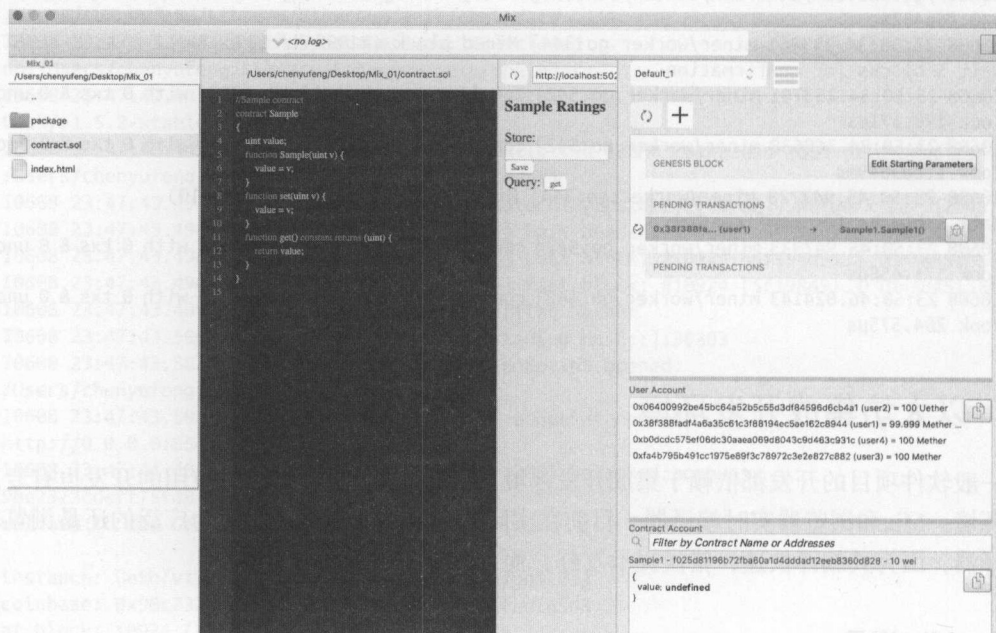 Mix
<no log>
Mix_01
/Users/chenyufeng/Desktop/Mix_01
package
contract.sol
index.html
/Users/chenyufeng/Desktop/Mix_01/contract.sol
1 //Sample contract
2 contract Sample
3 {
4 uint value;
5 function Sample(uint v) {
6 value = v;
7 }
8 function set(uint v) {
9 value = v;
10 }
11 function get() constant returns (uint) {
12 return value;
13 }
14 }
15
http://localhost:502
Sample Ratings
Store:
Save
Query: get
Default_1
GENESIS BLOCK
Edit Starting Parameters
PENDING TRANSACTIONS
0x38f388fa... (user1) → Sample1.Sample1()
PENDING TRANSACTIONS
User Account
0x06400992be45bc64a52b5c55d3df84596d6cb4a1 (user2) = 100 Uether
0x38f388fadf4a6a35c61c3f88194ec5ae162c8944 (user1) = 99.999 Mether ...
0xb0dcdc575ef06dc30aaea069d8043c9d463c931c (user4) = 100 Mether
0xfa4b795b491cc1975e89f3c78972c3e2e827c882 (user3) = 100 Mether
Contract Account
Filter by Contract Name or Addresses
Sample1 - f025d81196b72fba60a1d4dddad12eeb8360d828 - 10 wei
{
value: undefined
}